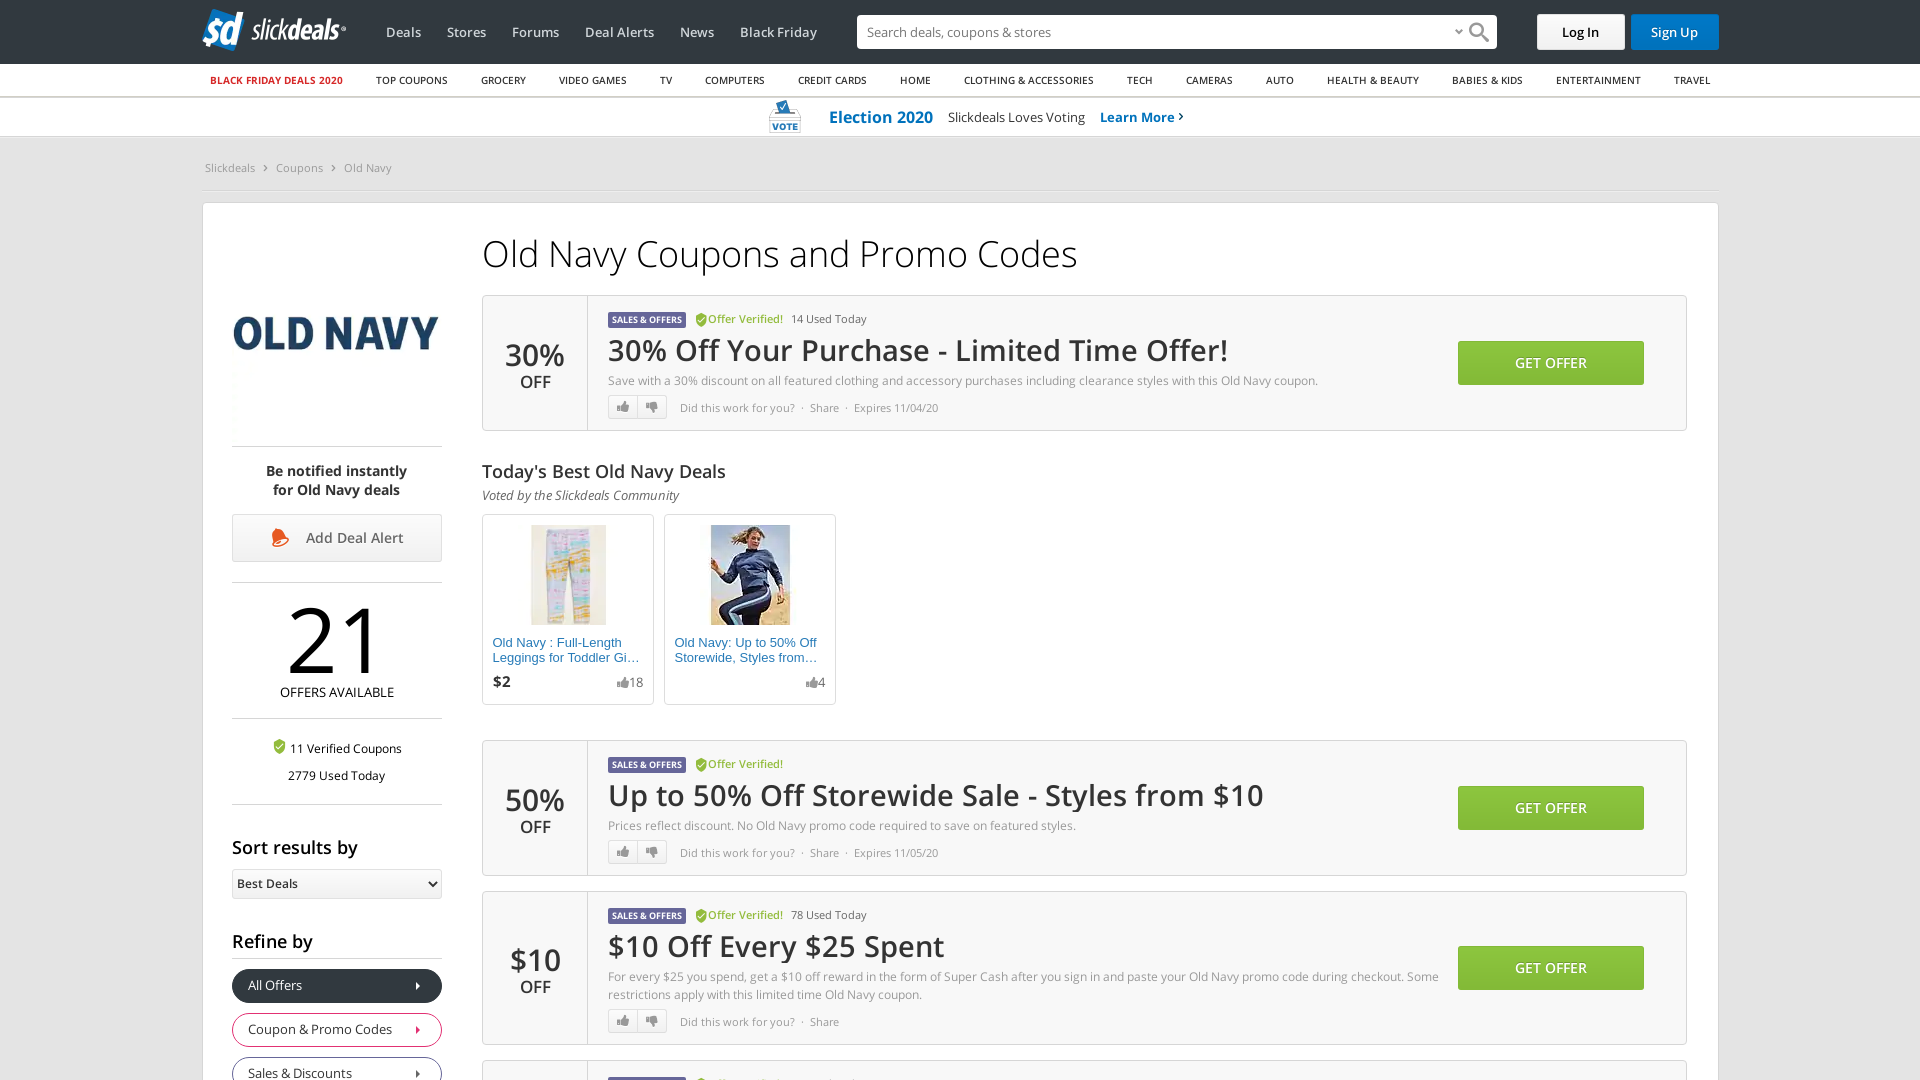 sd slickdeals®
Deals Stores Forums Deal Alerts News Black Friday
Search deals, coupons & stores
Log In Sign Up
BLACK FRIDAY DEALS 2020 TOP COUPONS GROCERY VIDEO GAMES TV COMPUTERS CREDIT CARDS HOME CLOTHING & ACCESSORIES TECH CAMERAS AUTO HEALTH & BEAUTY BABIES & KIDS ENTERTAINMENT TRAVEL
VOTE Election 2020 Slickdeals Loves Voting Learn More
Slickdeals Coupons Old Navy
OLD NAVY
Be notified instantly
for Old Navy deals
Add Deal Alert
21
OFFERS AVAILABLE
11 Verified Coupons
2779 Used Today
Sort results by
Best Deals
Refine by
All Offers
Coupon & Promo Codes
Sales & Discounts
Old Navy Coupons and Promo Codes
30%
OFF
SALES & OFFERS Offer Verified! 14 Used Today
30% Off Your Purchase - Limited Time Offer!
Save with a 30% discount on all featured clothing and accessory purchases including clearance styles with this Old Navy coupon.
Did this work for you? · Share · Expires 11/04/20
GET OFFER
Today's Best Old Navy Deals
Voted by the Slickdeals Community
Old Navy : Full-Length
Leggings for Toddler Gi…
$2 18
Old Navy: Up to 50% Off
Storewide, Styles from…
4
50%
OFF
SALES & OFFERS Offer Verified!
Up to 50% Off Storewide Sale - Styles from $10
Prices reflect discount. No Old Navy promo code required to save on featured styles.
Did this work for you? · Share · Expires 11/05/20
GET OFFER
$10
OFF
SALES & OFFERS Offer Verified! 78 Used Today
$10 Off Every $25 Spent
For every $25 you spend, get a $10 off reward in the form of Super Cash after you sign in and paste your Old Navy promo code during checkout. Some
restrictions apply with this limited time Old Navy coupon.
Did this work for you? · Share
GET OFFER